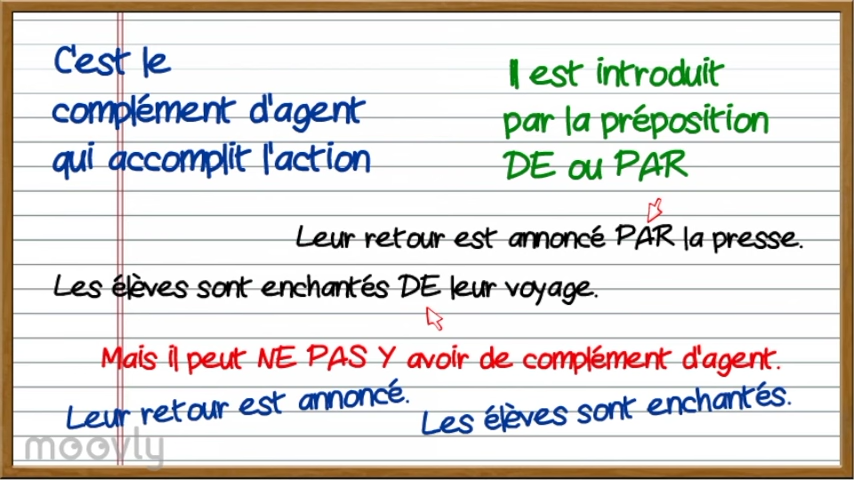 C'est le
complément d'agent
qui accomplit l'action
Il est introduit
par la préposition
DE ou PAR
Leur retour est annoncé PAR la presse.
Les élèves sont enchantés DE leur voyage.
Mais il peut NE PAS Y avoir de complément d'agent.
Leur retour est annoncé.
Les élèves sont enchantés.
moovly